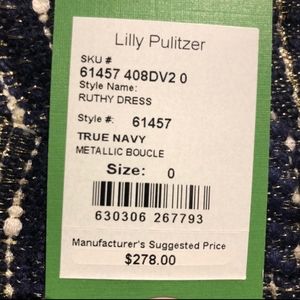 Lilly Pulitzer
SKU #
61457 408DV2 0
Style Name:
RUTHY DRESS
Style #: 61457
TRUE NAVY
METALLIC BOUCLE
Size: 0
630306 267793
Manufacturer's Suggested Price
$278.00